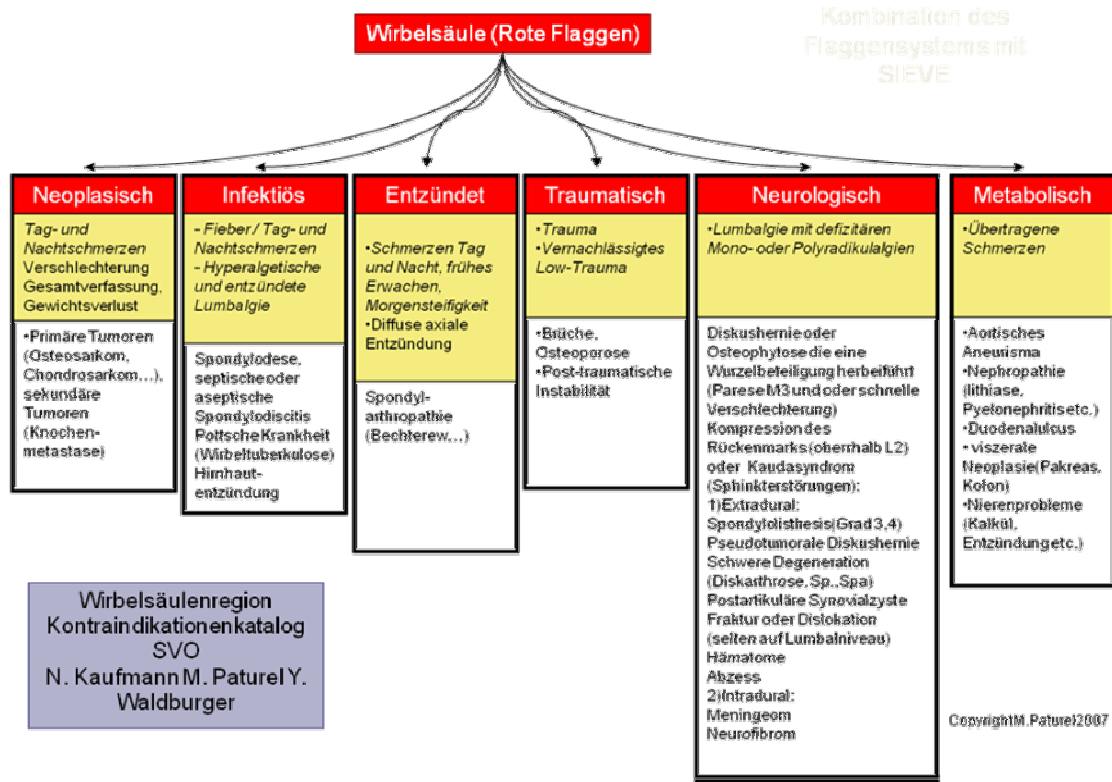 Kombination des
Flaggensystems mit
SIEVE
Wirbelsäule (Rote Flaggen)
Neoplasisch
Tag- und
Nachtschmerzen
Verschlechterung
Gesamtverfassung,
Gewichtsverlust
•Primäre Tumoren
(Osteosarkom,
Chondrosarkom...),
sekundäre
Tumoren
(Knochen-
metastase)
Infektiös
- Fieber / Tag- und
Nachtschmerzen
- Hyperalgetische
und entzündete
Lumbalgie
Spondylodese,
septische oder
aseptische
Spondylodiscitis
Pottsche Krankheit
(Wirbeltuberkulose)
Hirnhaut-
entzündung
Entzündet
•Schmerzen Tag
und Nacht, frühes
Erwachen,
Morgensteifigkeit
•Diffuse axiale
Entzündung
Spondyl-
arthropathie
(Bechterew...)
Traumatisch
•Trauma
•Vernachlässigtes
Low-Trauma
•Brüche,
Osteoporose
•Post-traumatische
Instabilität
Neurologisch
•Lumbalgie mit defizitären
Mono- oder Polyradikulalgien
Diskushernie oder
Osteophytose die eine
Wurzelbeteiligung herbeiführt
(Parese M3 und oder schnelle
Verschlechterung)
Kompression des
Rückenmarks (oberrhalb L2)
oder Kaudasyndrom
(Sphinkterstörungen):
1)Extradural:
Spondylolisthesis(Grad 3,4)
Pseudotumorale Diskushernie
Schwere Degeneration
(Diskarthrose, Sp., Spa)
Postartikuläre Synovialzyste
Fraktur oder Dislokation
(selten auf Lumbalniveau)
Hämatome
Abzess
2)Intradural:
Meningeom
Neurofibrom
Metabolisch
•Übertragene
Schmerzen
•Aortisches
Aneurisma
•Nephropathie
(lithiase,
Pyelonephritis etc.)
•Duodenalulcus
• viszerale
Neoplasie(Pakreas,
Kolon)
•Nierenprobleme
(Kalkül,
Entzündung etc.)
Wirbelsäulenregion
Kontraindikationenkatalog
SVO
N. Kaufmann M. Paturel Y.
Waldburger
Copyright M. Paturel 2007